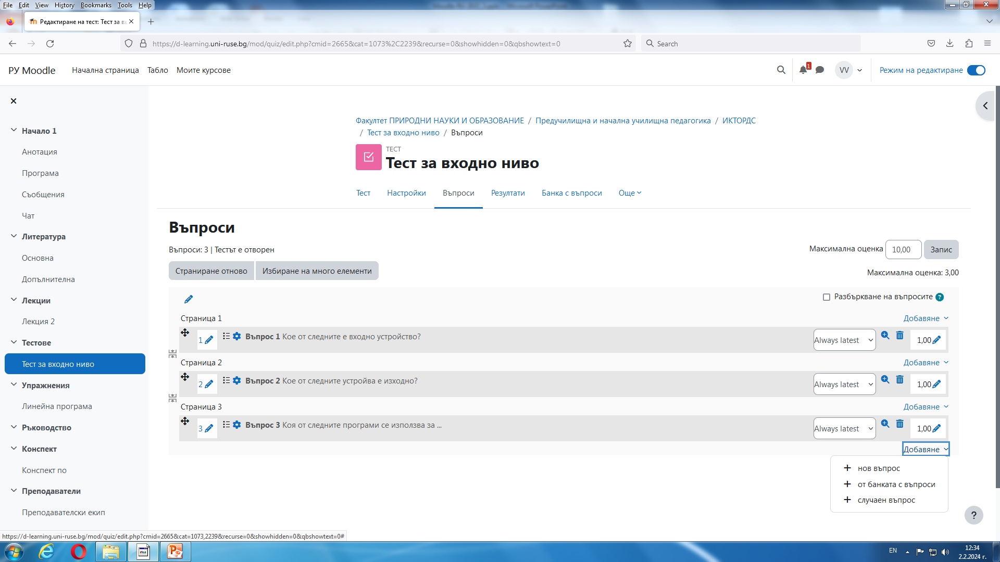 File Edit View History Bookmarks Tools Help
Редактиране на тест: Тест за вх
https://d-learning.uni-ruse.bg/mod/quiz/edit.php?cmid=2665&cat=1073%2C2239&recurse=0&showhidden=0&qbshowtext=0
Search
РУ Moodle Начална страница Табло Моите курсове
1 VV Режим на редактиране
Начало 1
Анотация
Програма
Съобщения
Чат
Литература
Основна
Допълнителна
Лекции
Лекция 2
Тестове
Тест за входно ниво
Упражнения
Линейна програма
Ръководство
Конспект
Конспект по
Преподаватели
Преподавателски екип
Факултет ПРИРОДНИ НАУКИ И ОБРАЗОВАНИЕ / Предучилищна и начална училищна педагогика / ИКТОРДС
/ Тест за входно ниво / Въпроси
ТЕСТ
Тест за входно ниво
Тест Настройки Въпроси Резултати Банка с въпроси Още
Въпроси
Въпроси: 3 | Тестът е отворен
Максимална оценка 10,00 Запис
Страниране отново Избиране на много елементи
Максимална оценка: 3,00
Разбъркване на въпросите ?
Страница 1 Добавяне
1 Въпрос 1 Кое от следните е входно устройство? Always latest 1,00
Страница 2 Добавяне
2 Въпрос 2 Кое от следните устройва е изходно? Always latest 1,00
Страница 3 Добавяне
3 Въпрос 3 Коя от следните програми се използва за ... Always latest 1,00
Добавяне
нов въпрос
от банката с въпроси
случаен въпрос
?
https://d-learning.uni-ruse.bg/mod/quiz/edit.php?cmid=2665&cat=1073,2239&recurse=0&showhidden=0&qbshowtext=0#
EN
12:34
2.2.2024 г.